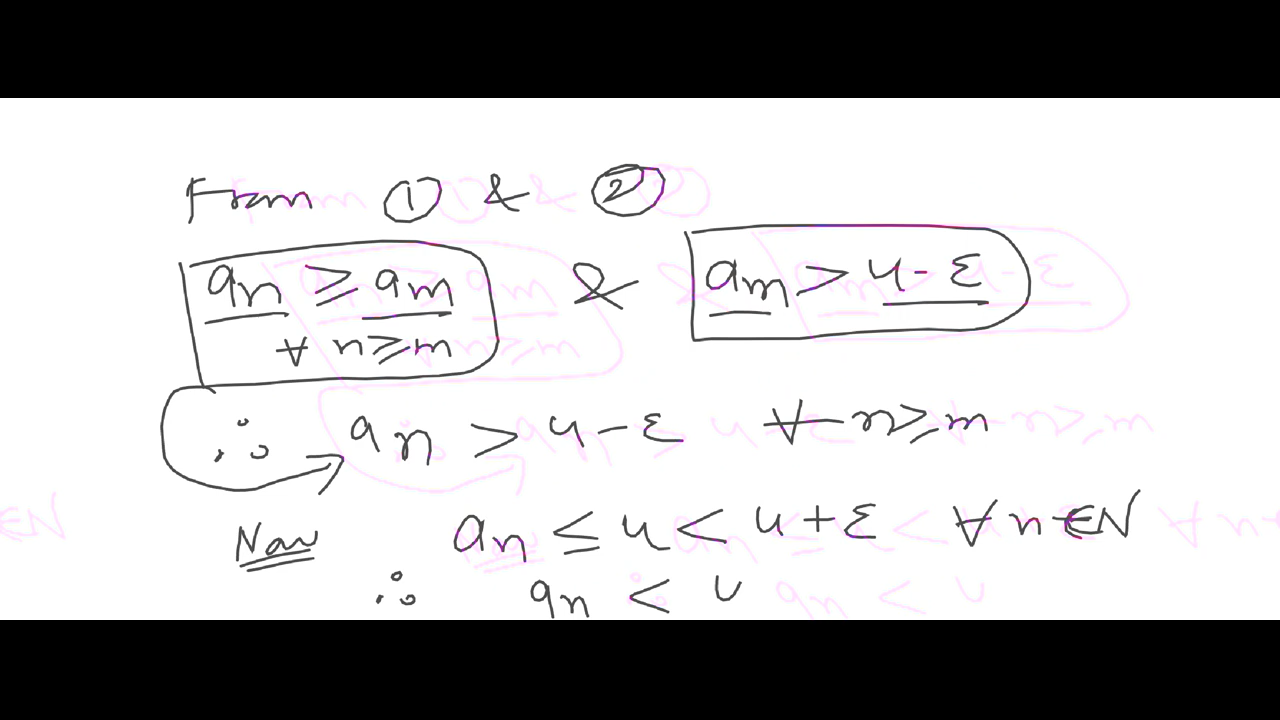 From ① & ②
an ≥ am & am > u - ε
∀ n ≥ m
∴ an > u - ε ∀ n ≥ m
Now an ≤ u < u + ε ∀ n ∈ N
∴ an < u